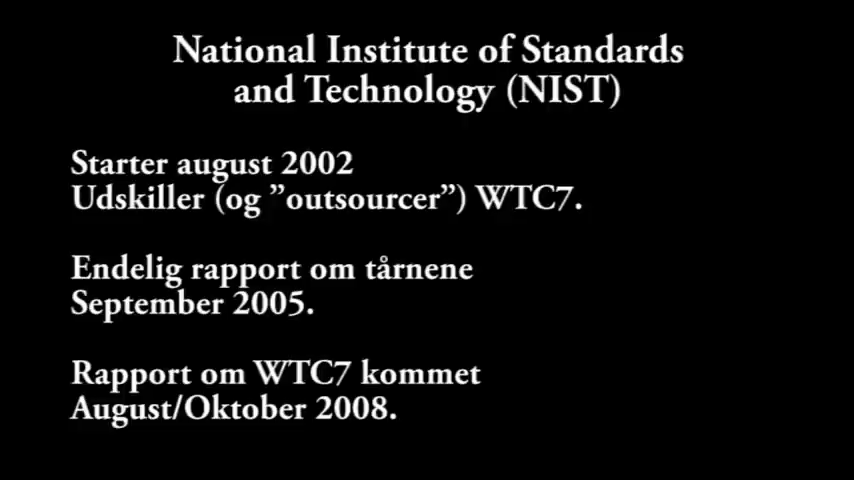 National Institute of Standards
and Technology (NIST)
Starter august 2002
Udskiller (og ”outsourcer”) WTC7.
Endelig rapport om tårnene
September 2005.
Rapport om WTC7 kommet
August/Oktober 2008.